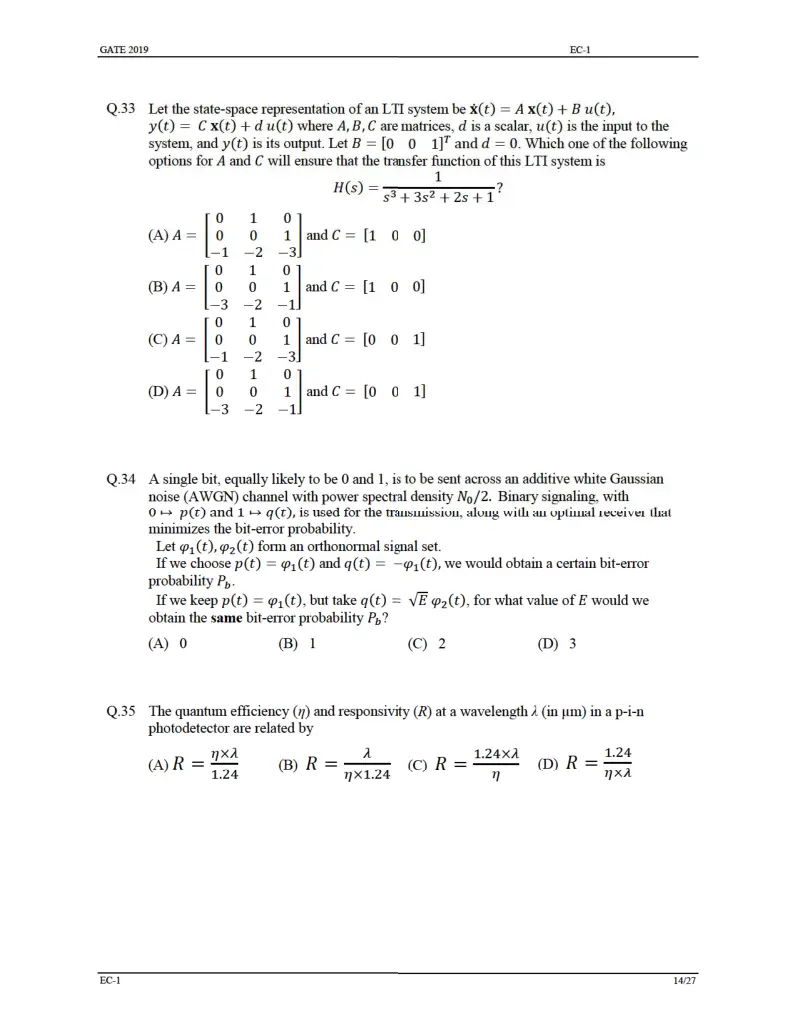 GATE 2019 EC-1
Q.33 Let the state-space representation of an LTI system be ẋ(t) = A x(t) + B u(t),
y(t) = C x(t) + d u(t) where A, B, C are matrices, d is a scalar, u(t) is the input to the
system, and y(t) is its output. Let B = [0 0 1]ᵀ and d = 0. Which one of the following
options for A and C will ensure that the transfer function of this LTI system is
H(s) = 1 / (s³ + 3s² + 2s + 1)?
(A) A = [0 1 0; 0 0 1; −1 −2 −3] and C = [1 0 0]
(B) A = [0 1 0; 0 0 1; −3 −2 −1] and C = [1 0 0]
(C) A = [0 1 0; 0 0 1; −1 −2 −3] and C = [0 0 1]
(D) A = [0 1 0; 0 0 1; −3 −2 −1] and C = [0 0 1]
Q.34 A single bit, equally likely to be 0 and 1, is to be sent across an additive white Gaussian
noise (AWGN) channel with power spectral density N₀/2. Binary signaling, with
0 ↦ p(t) and 1 ↦ q(t), is used for the transmission, along with an optimal receiver that
minimizes the bit-error probability.
Let φ₁(t), φ₂(t) form an orthonormal signal set.
If we choose p(t) = φ₁(t) and q(t) = −φ₁(t), we would obtain a certain bit-error
probability P_b.
If we keep p(t) = φ₁(t), but take q(t) = √E φ₂(t), for what value of E would we
obtain the same bit-error probability P_b?
(A) 0 (B) 1 (C) 2 (D) 3
Q.35 The quantum efficiency (η) and responsivity (R) at a wavelength λ (in μm) in a p-i-n
photodetector are related by
(A) R = η×λ / 1.24 (B) R = λ / η×1.24 (C) R = 1.24×λ / η (D) R = 1.24 / η×λ
EC-1 14/27